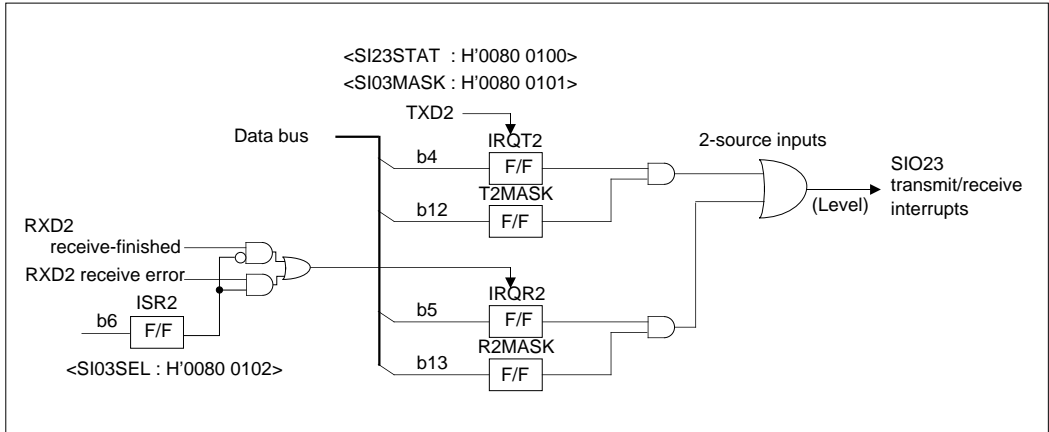 <SI23STAT : H'0080 0100>
<SI03MASK : H'0080 0101>
TXD2
Data bus
IRQT2
2-source inputs
b4
F/F
SIO23
transmit/receive
interrupts
T2MASK
(Level)
b12
F/F
RXD2
receive-finished
RXD2 receive error
ISR2
IRQR2
b6
F/F
b5
F/F
R2MASK
<SI03SEL : H'0080 0102>
b13
F/F